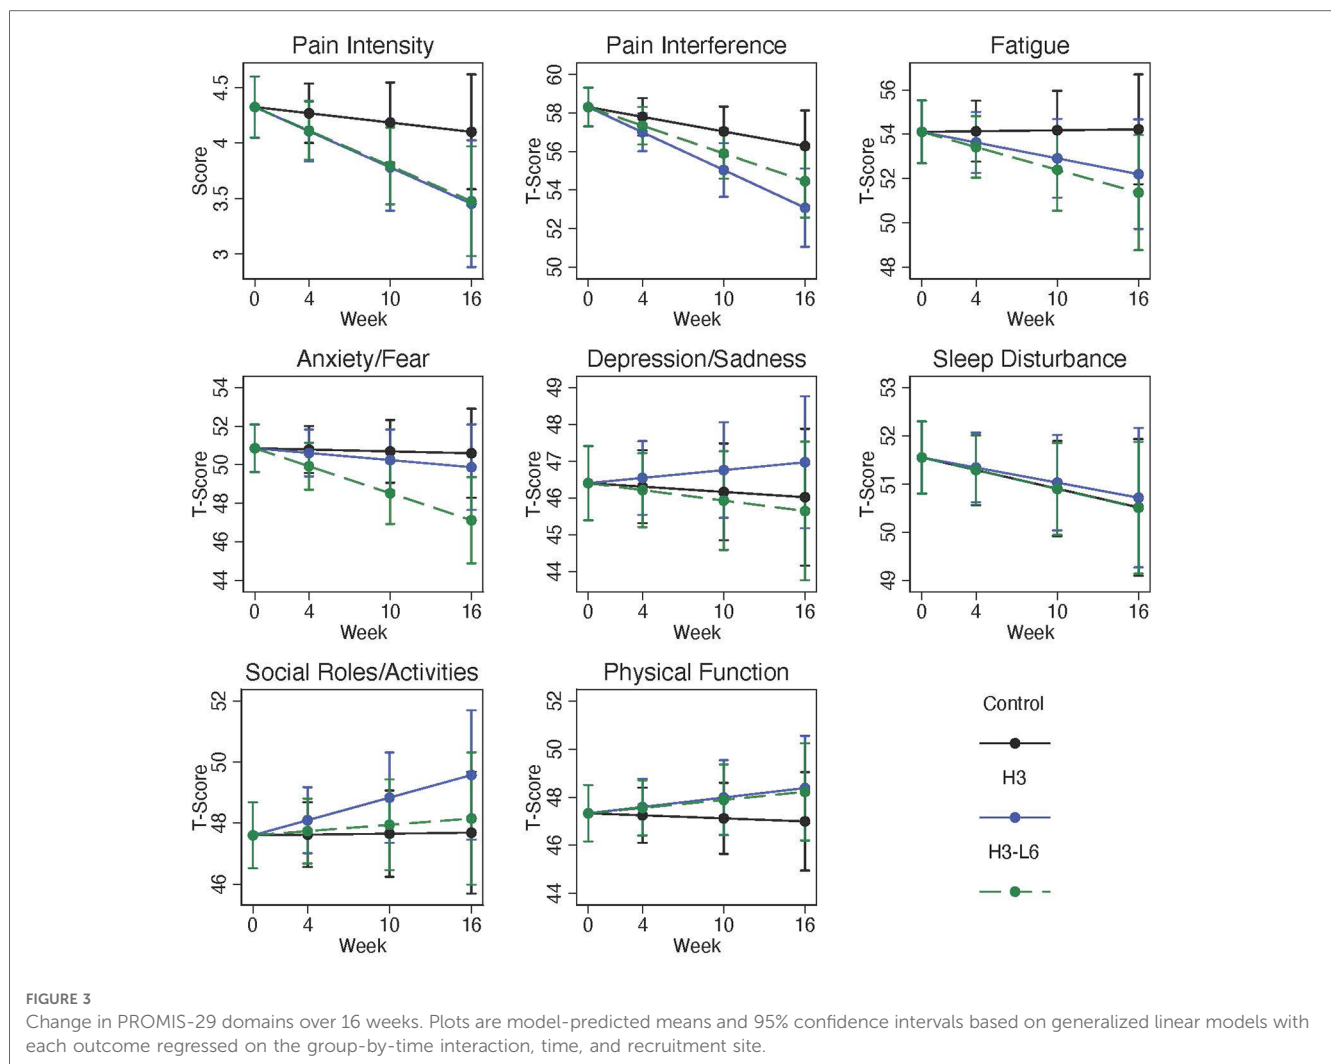 Pain Intensity
Score
4.5
4
3.5
3
0 4 10 16
Week
Pain Interference
T-Score
60
58
56
54
52
50
0 4 10 16
Week
Fatigue
T-Score
56
54
52
50
48
0 4 10 16
Week
Anxiety/Fear
T-Score
54
52
50
48
46
44
0 4 10 16
Week
Depression/Sadness
T-Score
49
48
47
46
45
44
0 4 10 16
Week
Sleep Disturbance
T-Score
53
52
51
50
49
0 4 10 16
Week
Social Roles/Activities
T-Score
52
50
48
46
0 4 10 16
Week
Physical Function
T-Score
52
50
48
46
44
0 4 10 16
Week
Control
H3
H3-L6
FIGURE 3
Change in PROMIS-29 domains over 16 weeks. Plots are model-predicted means and 95% confidence intervals based on generalized linear models with
each outcome regressed on the group-by-time interaction, time, and recruitment site.